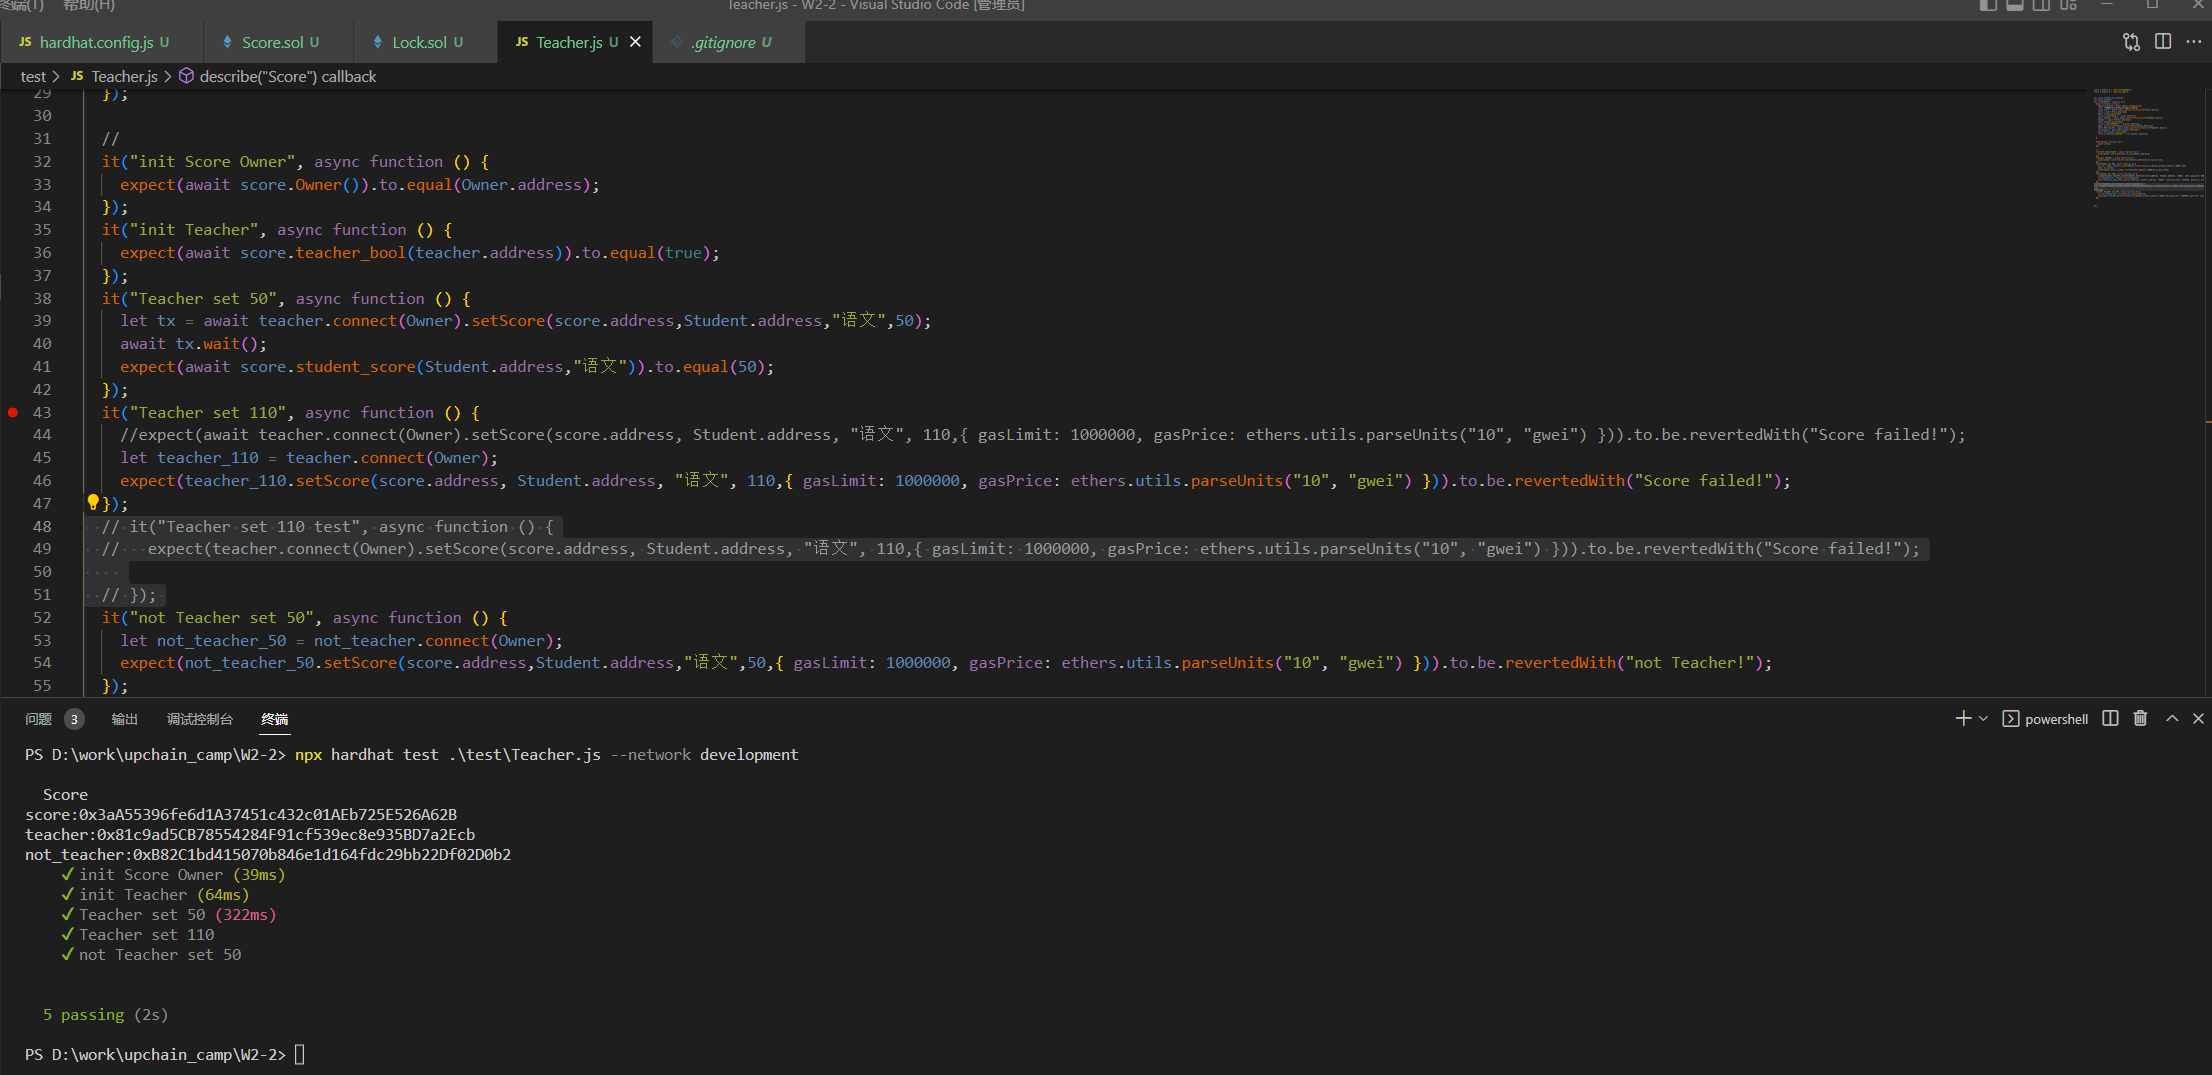 终端(T) 帮助(H) Teacher.js - W2-2 - Visual Studio Code [管理员]
JS hardhat.config.js U Score.sol U Lock.sol U JS Teacher.js U .gitignore U
test > JS Teacher.js > describe("Score") callback
29 });
30
31 //
32 it("init Score Owner", async function () {
33 expect(await score.Owner()).to.equal(Owner.address);
34 });
35 it("init Teacher", async function () {
36 expect(await score.teacher_bool(teacher.address)).to.equal(true);
37 });
38 it("Teacher set 50", async function () {
39 let tx = await teacher.connect(Owner).setScore(score.address,Student.address,"语文",50);
40 await tx.wait();
41 expect(await score.student_score(Student.address,"语文")).to.equal(50);
42 });
43 it("Teacher set 110", async function () {
44 //expect(await teacher.connect(Owner).setScore(score.address, Student.address, "语文", 110,{ gasLimit: 1000000, gasPrice: ethers.utils.parseUnits("10", "gwei") })).to.be.revertedWith("Score failed!");
45 let teacher_110 = teacher.connect(Owner);
46 expect(teacher_110.setScore(score.address, Student.address, "语文", 110,{ gasLimit: 1000000, gasPrice: ethers.utils.parseUnits("10", "gwei") })).to.be.revertedWith("Score failed!");
47 });
48 // it("Teacher set 110 test", async function () {
49 // expect(teacher.connect(Owner).setScore(score.address, Student.address, "语文", 110,{ gasLimit: 1000000, gasPrice: ethers.utils.parseUnits("10", "gwei") })).to.be.revertedWith("Score failed!");
50
51 // });
52 it("not Teacher set 50", async function () {
53 let not_teacher_50 = not_teacher.connect(Owner);
54 expect(not_teacher_50.setScore(score.address,Student.address,"语文",50,{ gasLimit: 1000000, gasPrice: ethers.utils.parseUnits("10", "gwei") })).to.be.revertedWith("not Teacher!");
55 });
问题 3 输出 调试控制台 终端 powershell
PS D:\work\upchain_camp\W2-2> npx hardhat test .\test\Teacher.js --network development
Score
score:0x3aA55396fe6d1A37451c432c01AEb725E526A62B
teacher:0x81c9ad5CB78554284F91cf539ec8e935BD7a2Ecb
not_teacher:0xB82C1bd415070b846e1d164fdc29bb22Df02D0b2
✓ init Score Owner (39ms)
✓ init Teacher (64ms)
✓ Teacher set 50 (322ms)
✓ Teacher set 110
✓ not Teacher set 50
5 passing (2s)
PS D:\work\upchain_camp\W2-2>